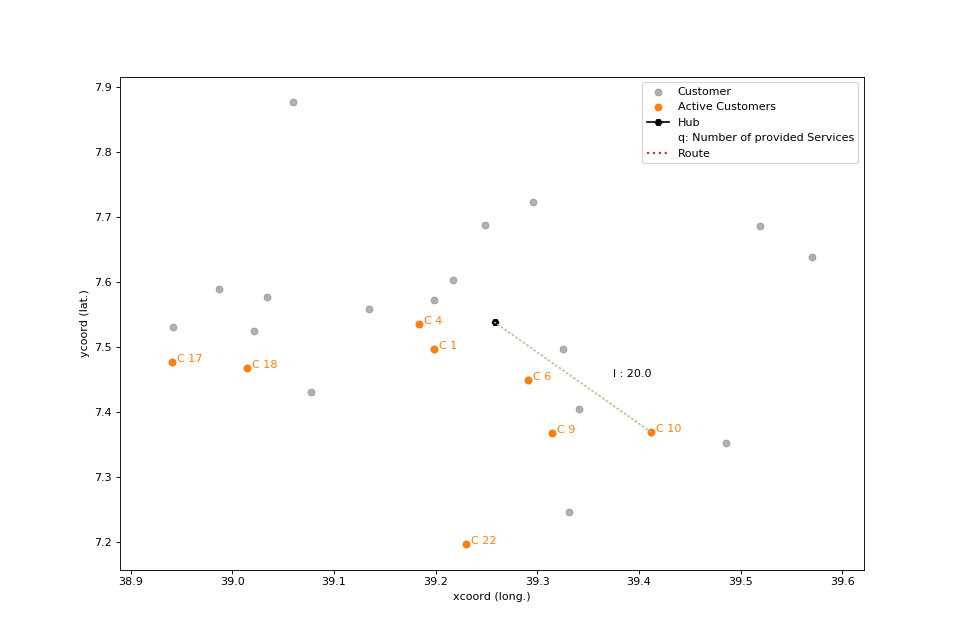 Customer
Active Customers
Hub
q: Number of provided Services
Route
7.9
7.8
7.7
7.6
7.5
7.4
7.3
7.2
ycoord (lat.)
C 4
C 1
C 17
C 18
C 6
l : 20.0
C 9
C 10
C 22
38.9 39.0 39.1 39.2 39.3 39.4 39.5 39.6
xcoord (long.)